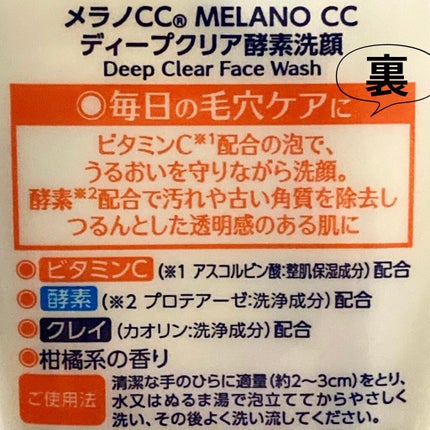 メラノCC® MELANO CC
ディープクリア酵素洗顔
Deep Clear Face Wash
裏
◎毎日の毛穴ケアに
ビタミンC※1配合の泡で、
うるおいを守りながら洗顔。
酵素※2配合で汚れや古い角質を除去し
つるんとした透明感のある肌に
◎ビタミンC(※1 アスコルビン酸:整肌保湿成分)配合
◎酵素(※2 プロテアーゼ:洗浄成分)配合
◎クレイ(カオリン:洗浄成分)配合
◎柑橘系の香り
ご使用法
清潔な手のひらに適量(約2～3cm)をとり、
水又はぬるま湯で泡立ててからやさしく
洗い、その後よく洗い流してください。